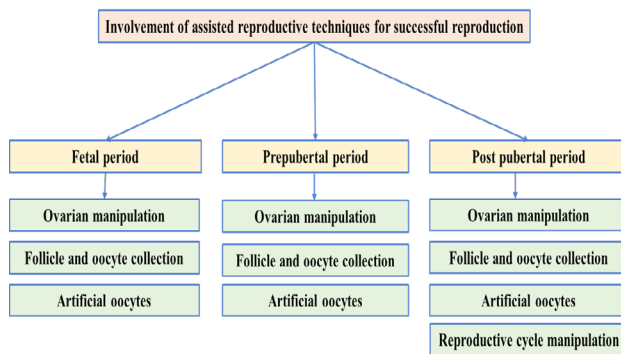 Involvement of assisted reproductive techniques for successful reproduction
Fetal period
Prepubertal period
Post pubertal period
Ovarian manipulation
Ovarian manipulation
Ovarian manipulation
Follicle and oocyte collection
Follicle and oocyte collection
Follicle and oocyte collection
Artificial oocytes
Artificial oocytes
Artificial oocytes
Reproductive cycle manipulation